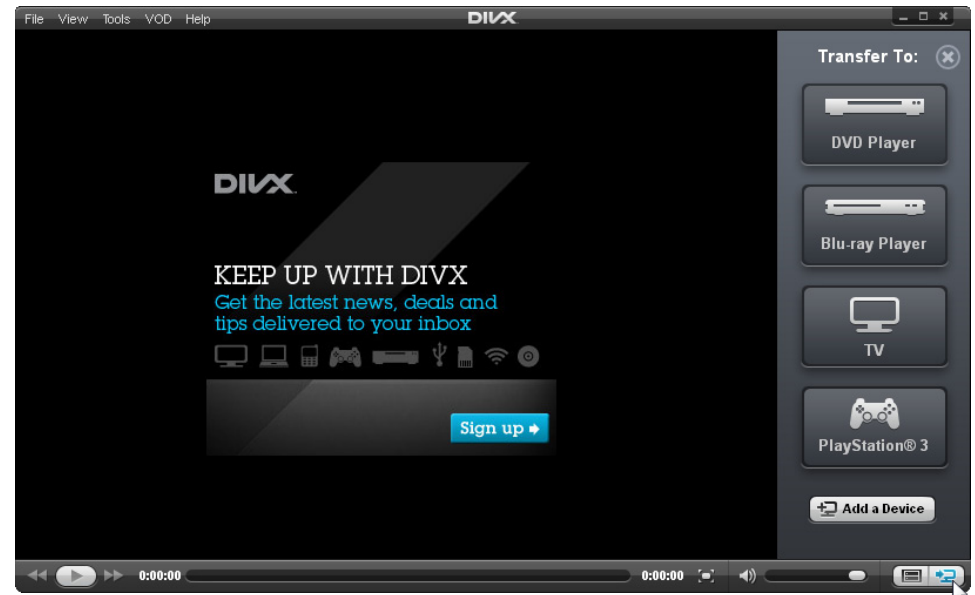 File View Tools VOD Help
DIVX
Transfer To:
DVD Player
Blu-ray Player
TV
PlayStation® 3
Add a Device
DIVX.
KEEP UP WITH DIVX
Get the latest news, deals and
tips delivered to your inbox
Sign up
0:00:00
0:00:00